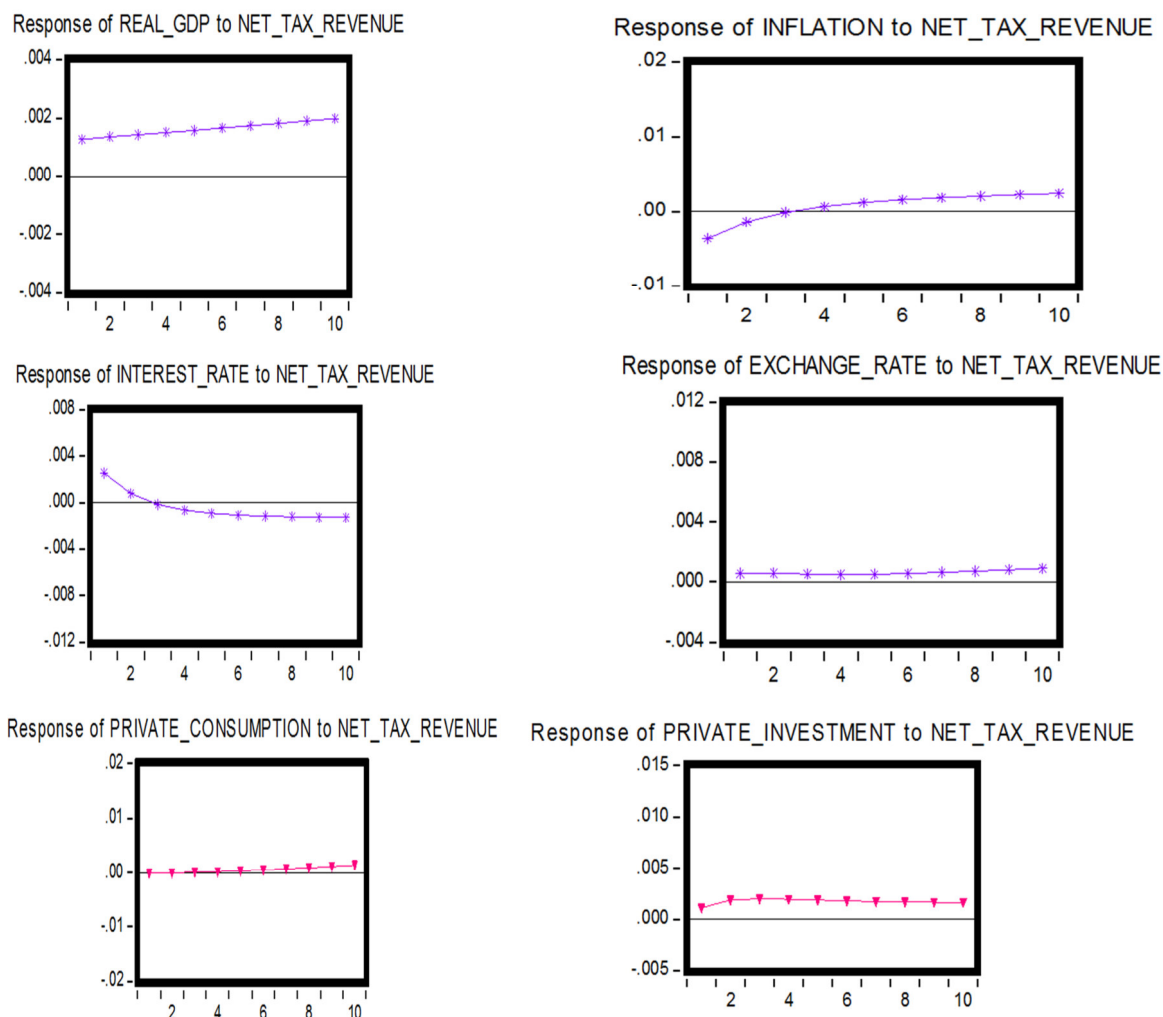 Response of REAL_GDP to NET_TAX_REVENUE
.004
.002
.000
-.002
-.004
2 4 6 8 10
Response of INFLATION to NET_TAX_REVENUE
.02
.01
.00
-.01
2 4 6 8 10
Response of INTEREST_RATE to NET_TAX_REVENUE
.008
.004
.000
-.004
-.008
-.012
2 4 6 8 10
Response of EXCHANGE_RATE to NET_TAX_REVENUE
.012
.008
.004
.000
-.004
2 4 6 8 10
Response of PRIVATE_CONSUMPTION to NET_TAX_REVENUE
.02
.01
.00
-.01
-.02
2 4 6 8 10
Response of PRIVATE_INVESTMENT to NET_TAX_REVENUE
.015
.010
.005
.000
-.005
2 4 6 8 10